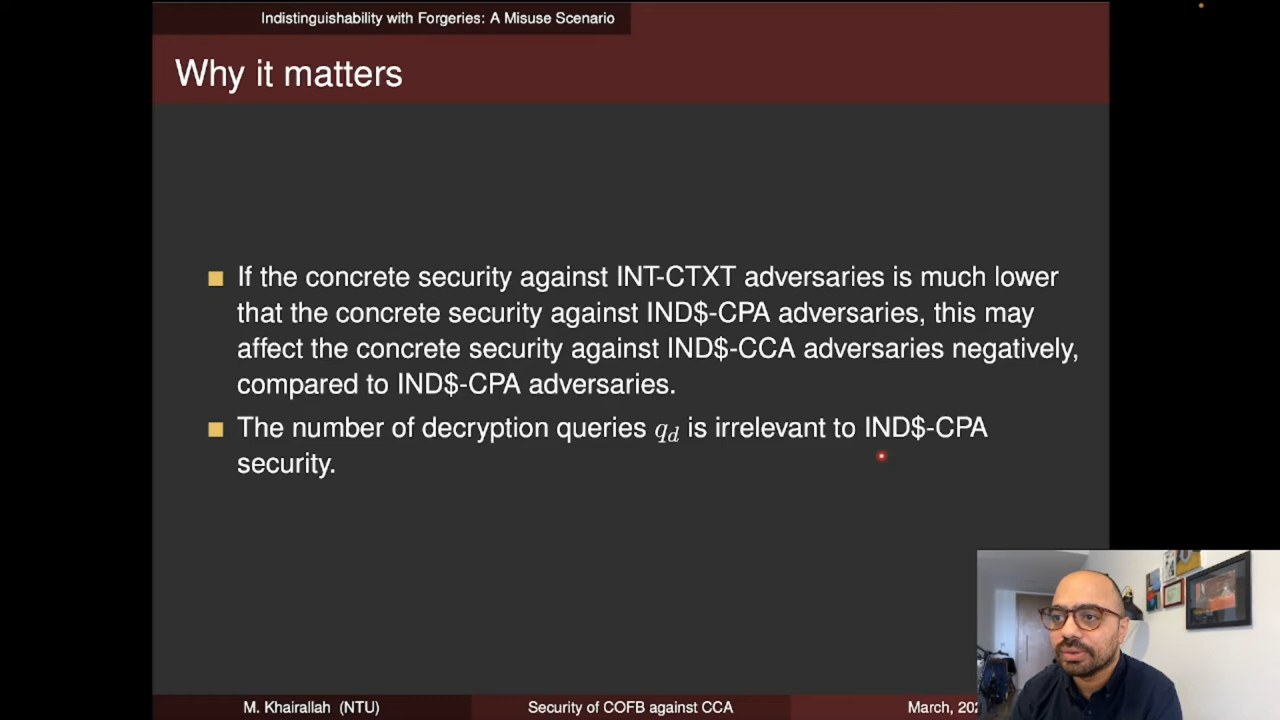 Indistinguishability with Forgeries: A Misuse Scenario
Why it matters
If the concrete security against INT-CTXT adversaries is much lower
that the concrete security against IND$-CPA adversaries, this may
affect the concrete security against IND$-CCA adversaries negatively,
compared to IND$-CPA adversaries.
The number of decryption queries q_d is irrelevant to IND$-CPA
security.
M. Khairallah (NTU)
Security of COFB against CCA
March,